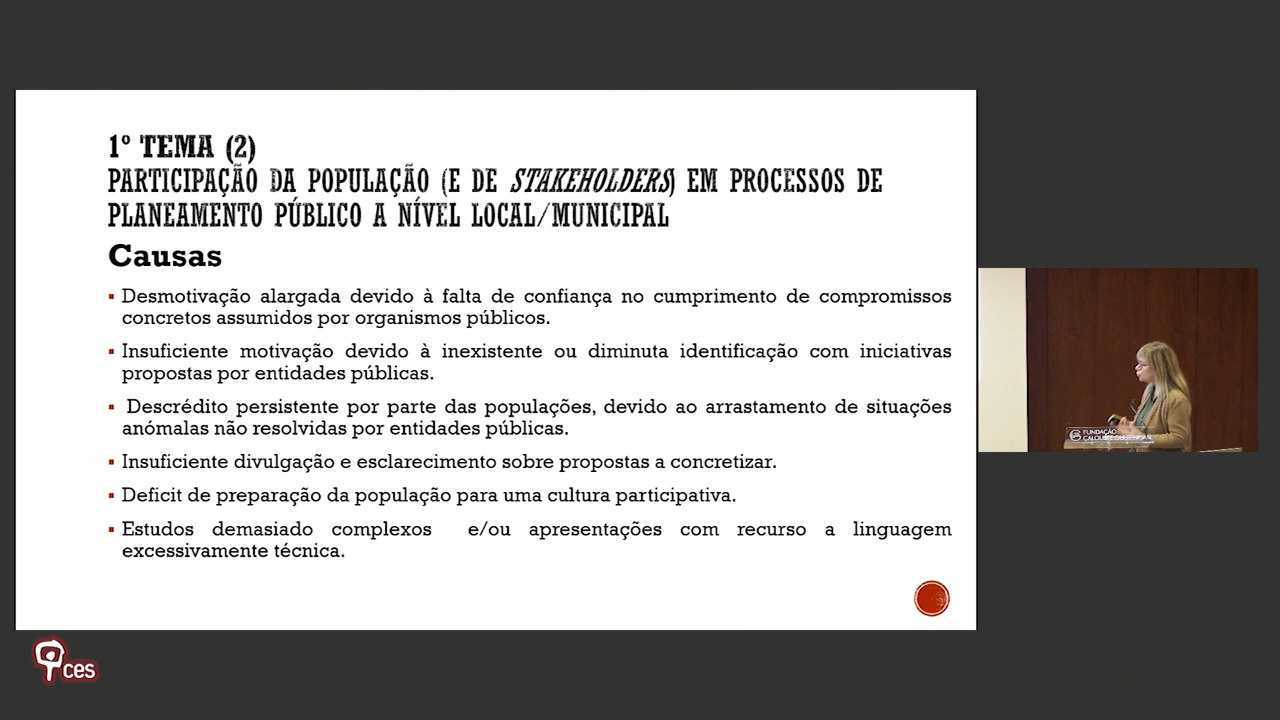 1º TEMA (2)
PARTICIPAÇÃO DA POPULAÇÃO (E DE STAKEHOLDERS) EM PROCESSOS DE
PLANEAMENTO PÚBLICO A NÍVEL LOCAL/MUNICIPAL
Causas
▪ Desmotivação alargada devido à falta de confiança no cumprimento de compromissos
concretos assumidos por organismos públicos.
▪ Insuficiente motivação devido à inexistente ou diminuta identificação com iniciativas
propostas por entidades públicas.
▪ Descrédito persistente por parte das populações, devido ao arrastamento de situações
anómalas não resolvidas por entidades públicas.
▪ Insuficiente divulgação e esclarecimento sobre propostas a concretizar.
▪ Deficit de preparação da população para uma cultura participativa.
▪ Estudos demasiado complexos e/ou apresentações com recurso a linguagem
excessivamente técnica.
FUNDAÇÃO
CALOUSTE GULBENKIAN
ces